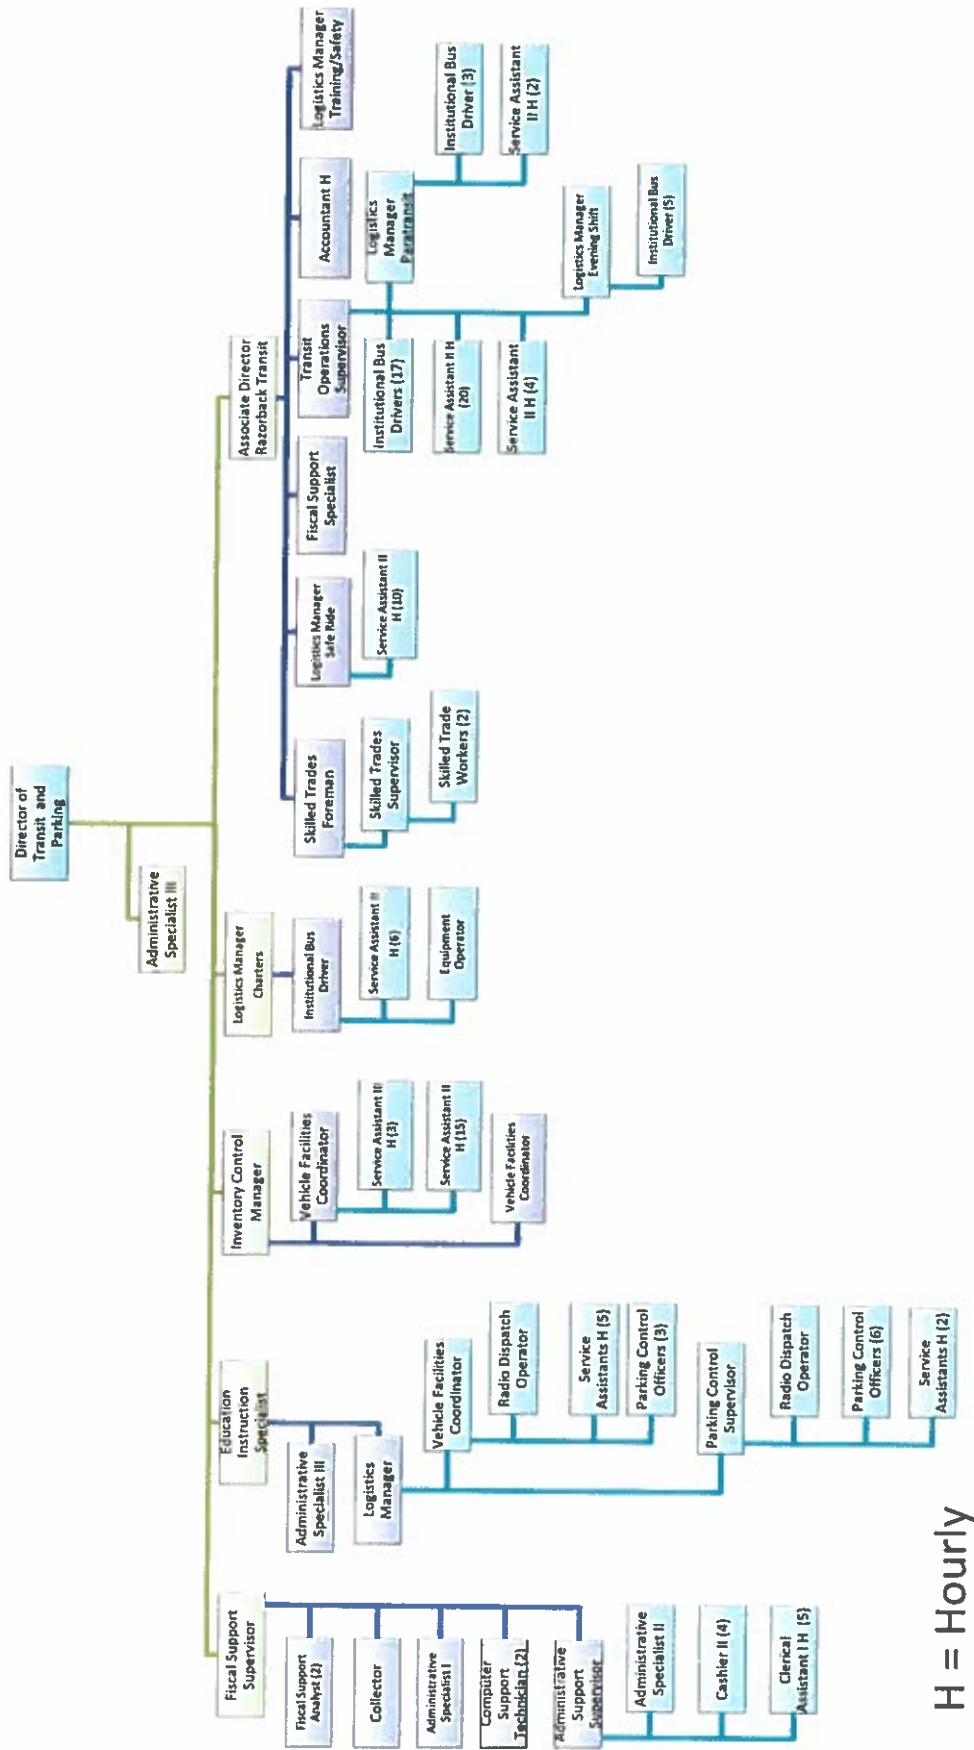 Director of
Transit and
Parking
Administrative
Specialist III
Fiscal Support
Supervisor
Fiscal Support
Analyst (2)
Collector
Administrative
Specialist I
Computer
Support
Technician (2)
Administrative
Support
Supervisor
Administrative
Specialist II
Cashier II (4)
Clerical
Assistant I H (5)
Education
Instruction
Specialist
Administrative
Specialist III
Logistics
Manager
Vehicle Facilities
Coordinator
Radio Dispatch
Operator
Service
Assistants H (5)
Parking Control
Officers (3)
Parking Control
Supervisor
Radio Dispatch
Operator
Parking Control
Officers (6)
Service
Assistants H (2)
Inventory Control
Manager
Vehicle Facilities
Coordinator
Service Assistant III
H (3)
Service Assistant II
H (15)
Vehicle Facilities
Coordinator
Logistics Manager
Charters
Institutional Bus
Driver
Service Assistant II
H (6)
Equipment
Operator
Associate Director
Razorback Transit
Skilled Trades
Foreman
Skilled Trades
Supervisor
Skilled Trade
Workers (2)
Logistics Manager
Safe Ride
Service Assistant II
H (10)
Fiscal Support
Specialist
Transit
Operations
Supervisor
Institutional Bus
Drivers (17)
Service Assistant
H
(20)
Service Assistant
II H (4)
Logistics
Manager
Paratransit
Institutional Bus
Driver (3)
Service Assistant
II H (2)
Logistics Manager
Evening Shift
Institutional Bus
Driver (5)
Accountant H
Logistics Manager
Training/Safety
H = Hourly